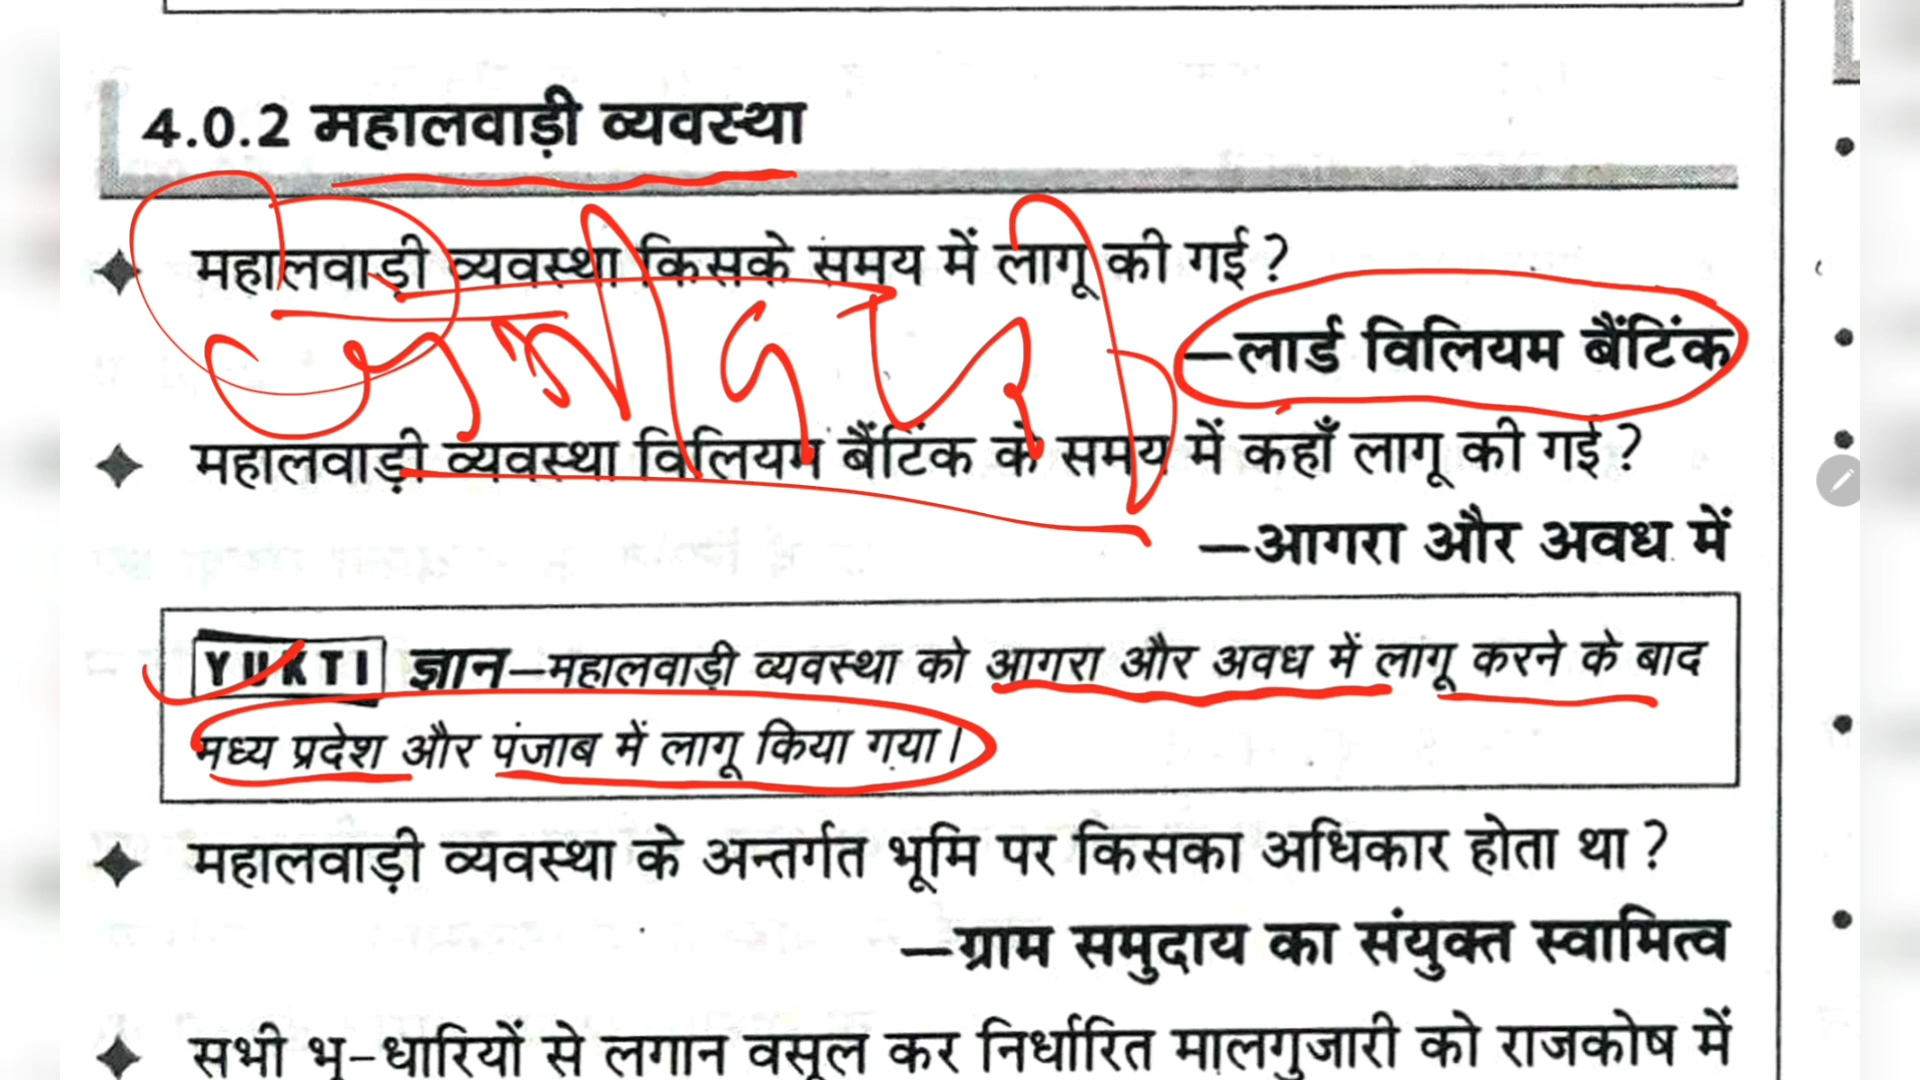 4.0.2 महालवाड़ी व्यवस्था
महालवाड़ी व्यवस्था किसके समय में लागू की गई ?
—लार्ड विलियम बैंटिंक
जमीदार
महालवाड़ी व्यवस्था विलियम बैंटिंक के समय में कहाँ लागू की गई ?
—आगरा और अवध में
YUKTI ज्ञान—महालवाड़ी व्यवस्था को आगरा और अवध में लागू करने के बाद
मध्य प्रदेश और पंजाब में लागू किया गया।
महालवाड़ी व्यवस्था के अन्तर्गत भूमि पर किसका अधिकार होता था ?
—ग्राम समुदाय का संयुक्त स्वामित्व
सभी भू-धारियों से लगान वसूल कर निर्धारित मालगुजारी को राजकोष में